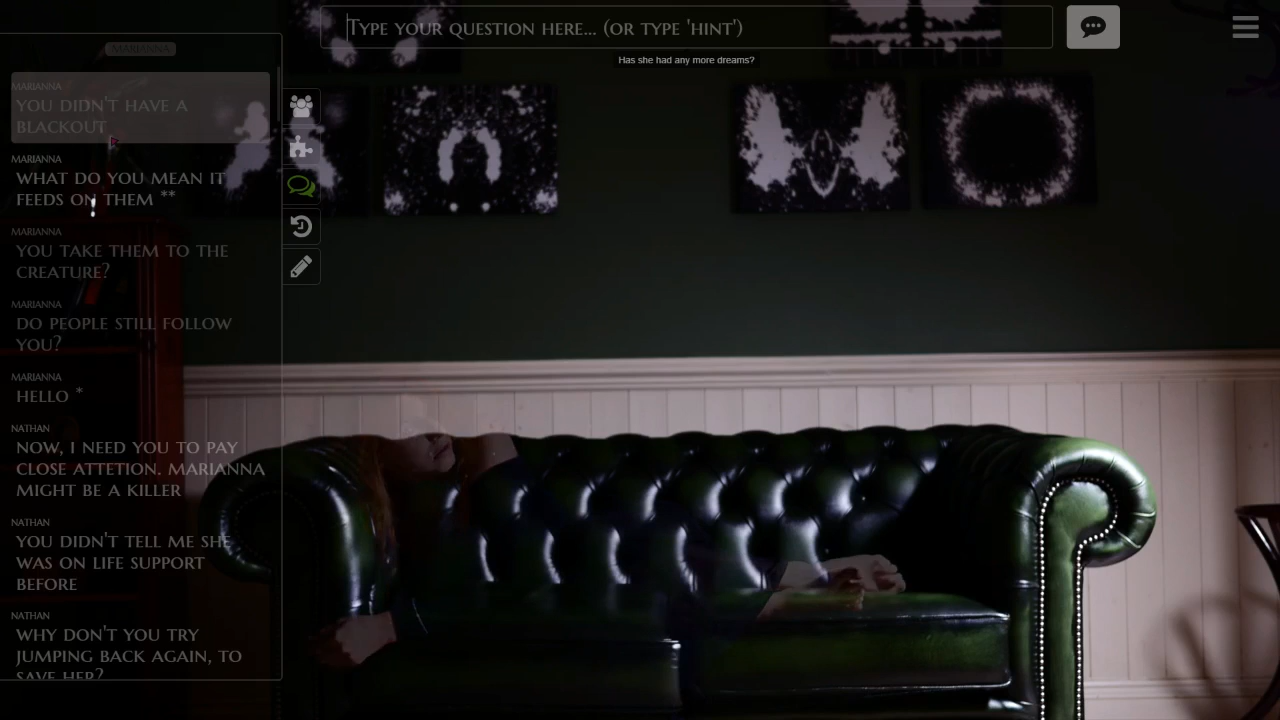 Type your question here... (or type 'hint')
Has she had any more dreams?
MARIANNA
MARIANNA
YOU DIDN'T HAVE A
BLACKOUT
MARIANNA
WHAT DO YOU MEAN IT
FEEDS ON THEM **
MARIANNA
YOU TAKE THEM TO THE
CREATURE?
MARIANNA
DO PEOPLE STILL FOLLOW
YOU?
MARIANNA
HELLO *
NATHAN
NOW, I NEED YOU TO PAY
CLOSE ATTETION. MARIANNA
MIGHT BE A KILLER
NATHAN
YOU DIDN'T TELL ME SHE
WAS ON LIFE SUPPORT
BEFORE
NATHAN
WHY DON'T YOU TRY
JUMPING BACK AGAIN, TO
SAVE HER?